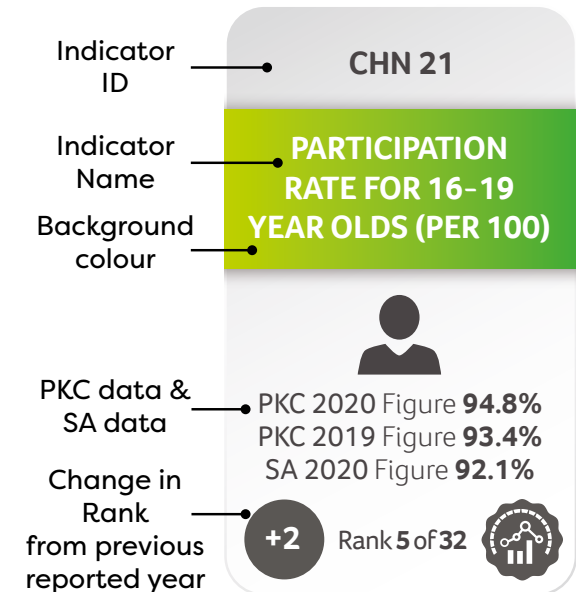 Indicator
ID
CHN 21
Indicator
Name
PARTICIPATION
RATE FOR 16-19
YEAR OLDS (PER 100)
Background
colour
PKC data &
SA data
PKC 2020 Figure 94.8%
PKC 2019 Figure 93.4%
SA 2020 Figure 92.1%
Change in
Rank
from previous
reported year
+2
Rank 5 of 32